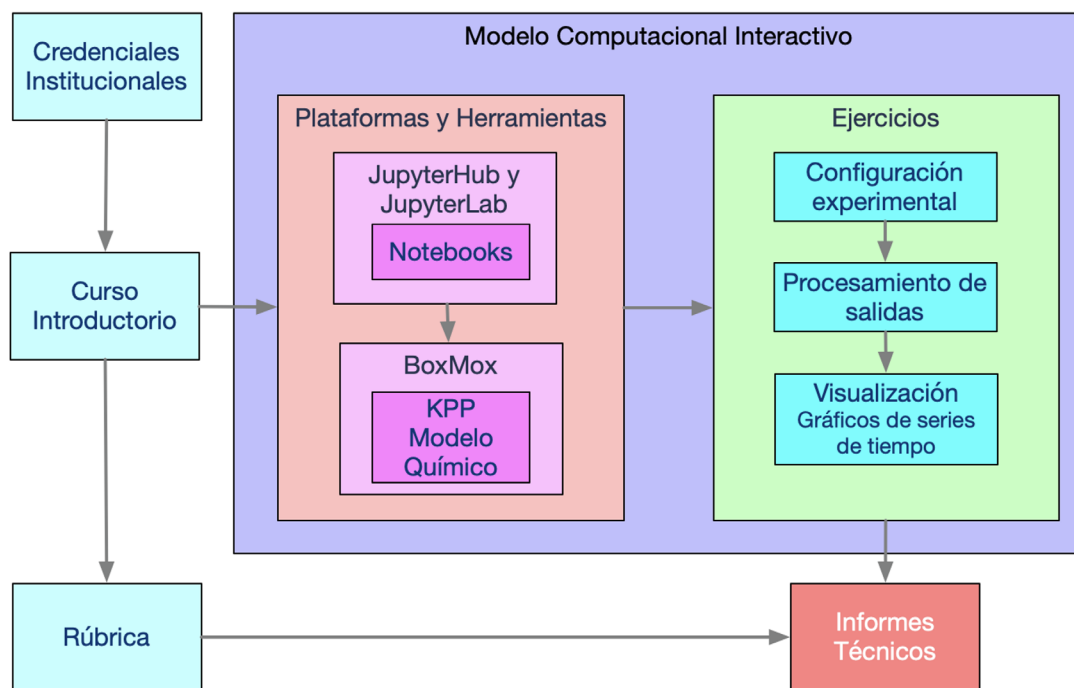 Credenciales
Institucionales
Modelo Computacional Interactivo
Plataformas y Herramientas
JupyterHub y
JupyterLab
Notebooks
BoxMox
KPP
Modelo
Químico
Ejercicios
Configuración
experimental
Procesamiento de
salidas
Visualización
Gráficos de series
de tiempo
Curso
Introductorio
Rúbrica
Informes
Técnicos